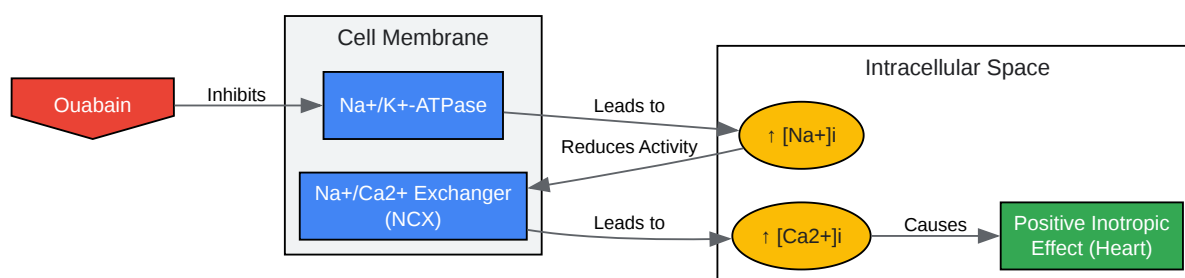 Cell Membrane
Intracellular Space
Ouabain
Inhibits
Na+/K+-ATPase
Leads to
↑ [Na+]i
Reduces Activity
Na+/Ca2+ Exchanger
(NCX)
Leads to
↑ [Ca2+]i
Causes
Positive Inotropic
Effect (Heart)